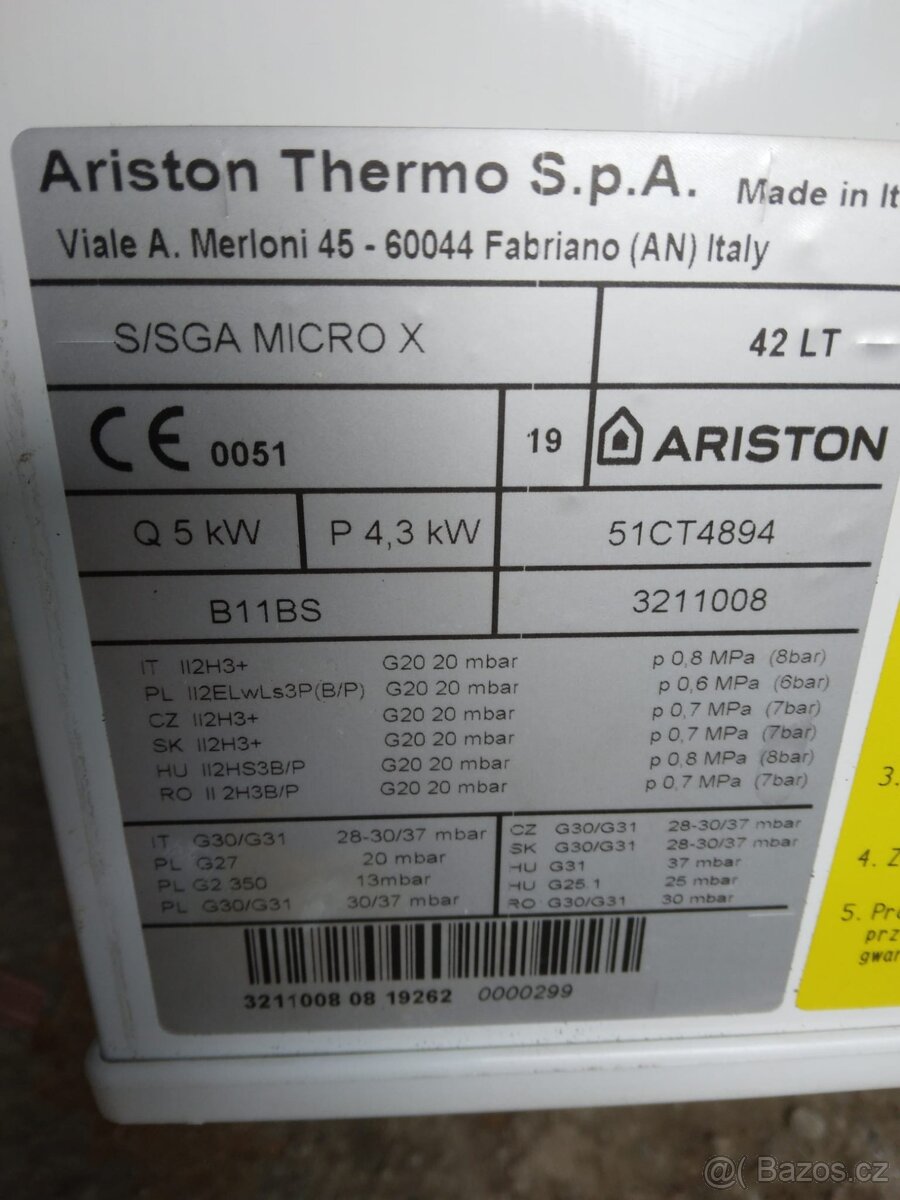 Ariston Thermo S.p.A. Made in It
Viale A. Merloni 45 - 60044 Fabriano (AN) Italy
S/SGA MICRO X 42 LT
CE 0051 19 ARISTON
Q 5 kW P 4,3 kW 51CT4894
B11BS 3211008
IT II2H3+ G20 20 mbar p 0,8 MPa (8bar)
PL II2ELwLs3P(B/P) G20 20 mbar p 0,6 MPa (6bar)
CZ II2H3+ G20 20 mbar p 0,7 MPa (7bar)
SK II2H3+ G20 20 mbar p 0,7 MPa (7bar)
HU II2HS3B/P G20 20 mbar p 0,8 MPa (8bar)
RO II 2H3B/P G20 20 mbar p 0,7 MPa (7bar)
IT G30/G31 28-30/37 mbar
PL G27 20 mbar
PL G2 350 13mbar
PL G30/G31 30/37 mbar
CZ G30/G31 28-30/37 mbar
SK G30/G31 28-30/37 mbar
HU G31 37 mbar
HU G25.1 25 mbar
RO G30/G31 30 mbar
3211008 08 19262 0000299
3.
4. Z
5. Pr
prz
gwar
@( Bazos.cz